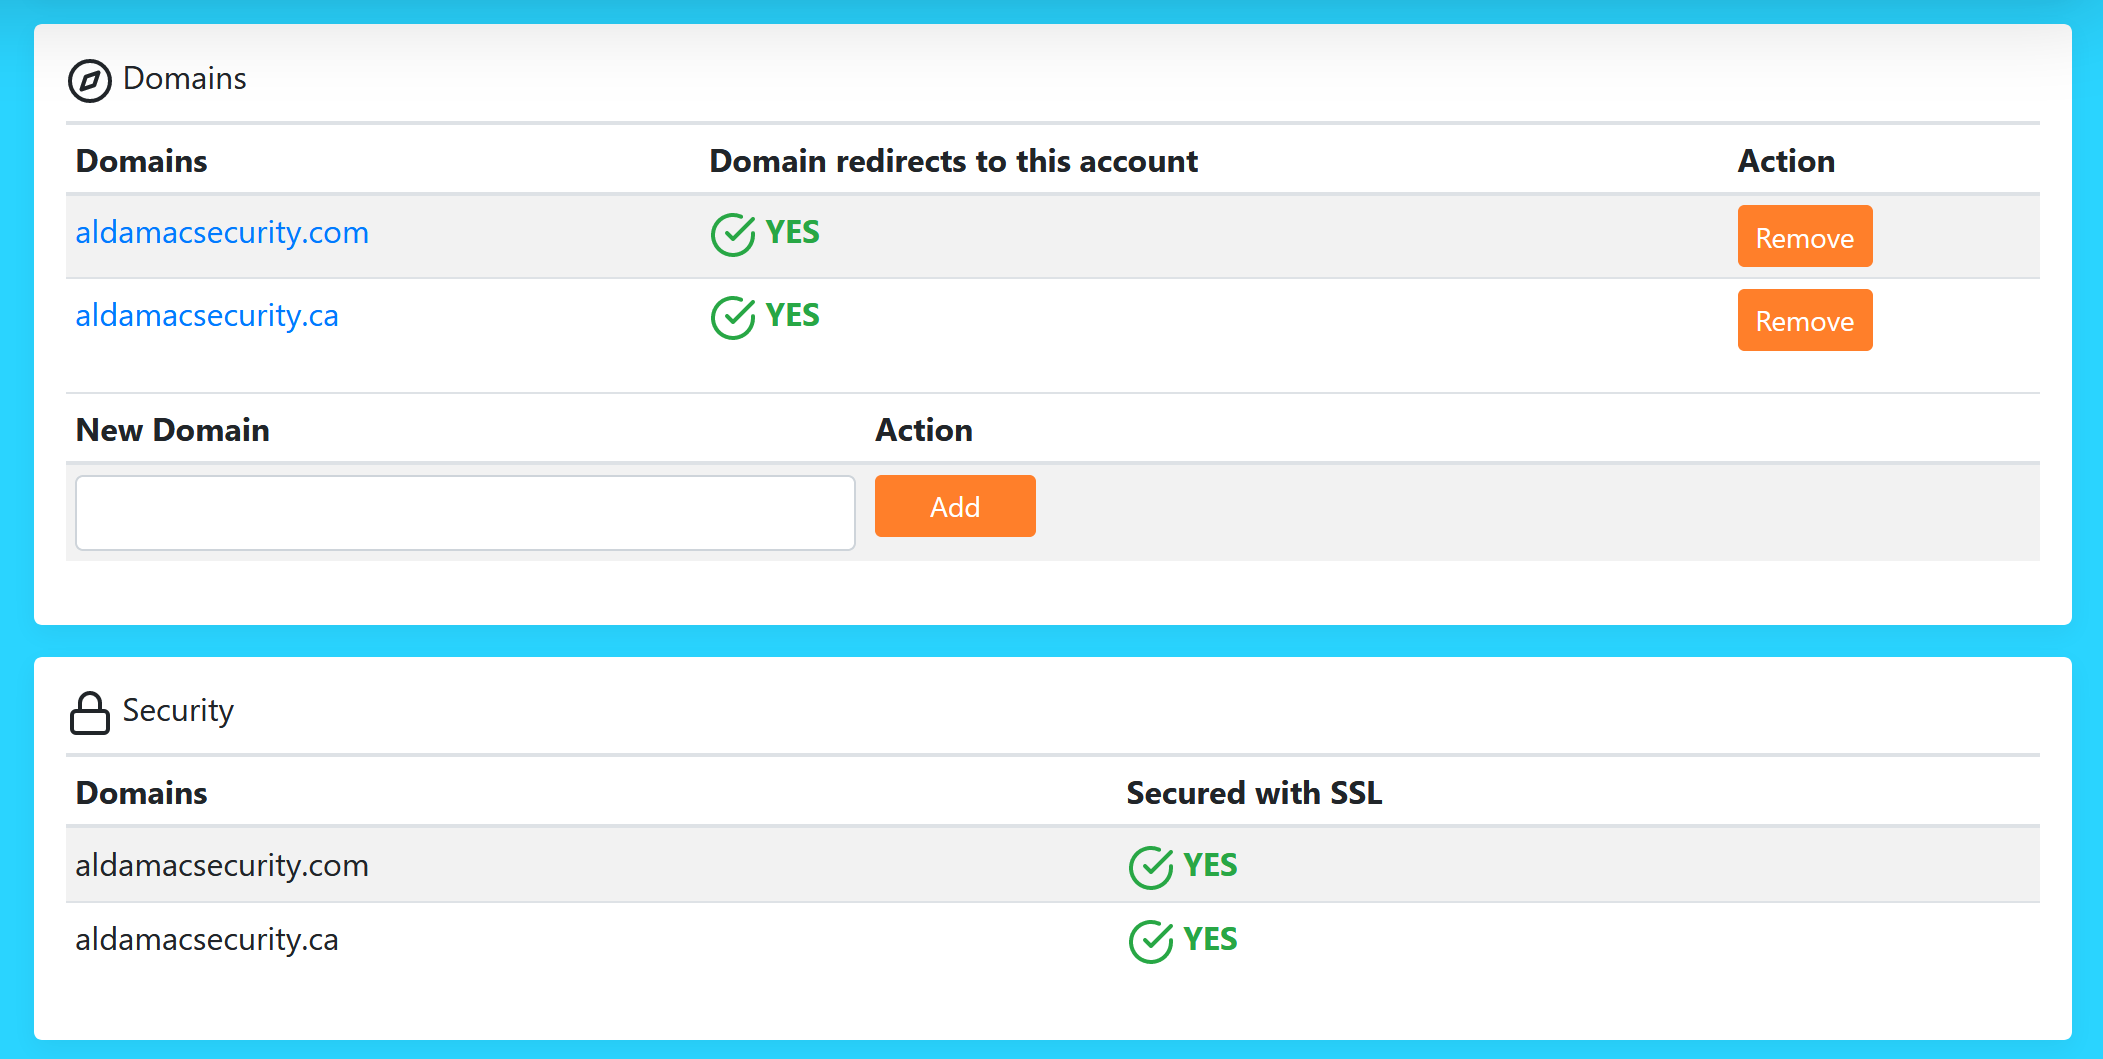 Domains
Domains Domain redirects to this account Action
aldamacsecurity.com YES Remove
aldamacsecurity.ca YES Remove
New Domain Action
Add
Security
Domains Secured with SSL
aldamacsecurity.com YES
aldamacsecurity.ca YES